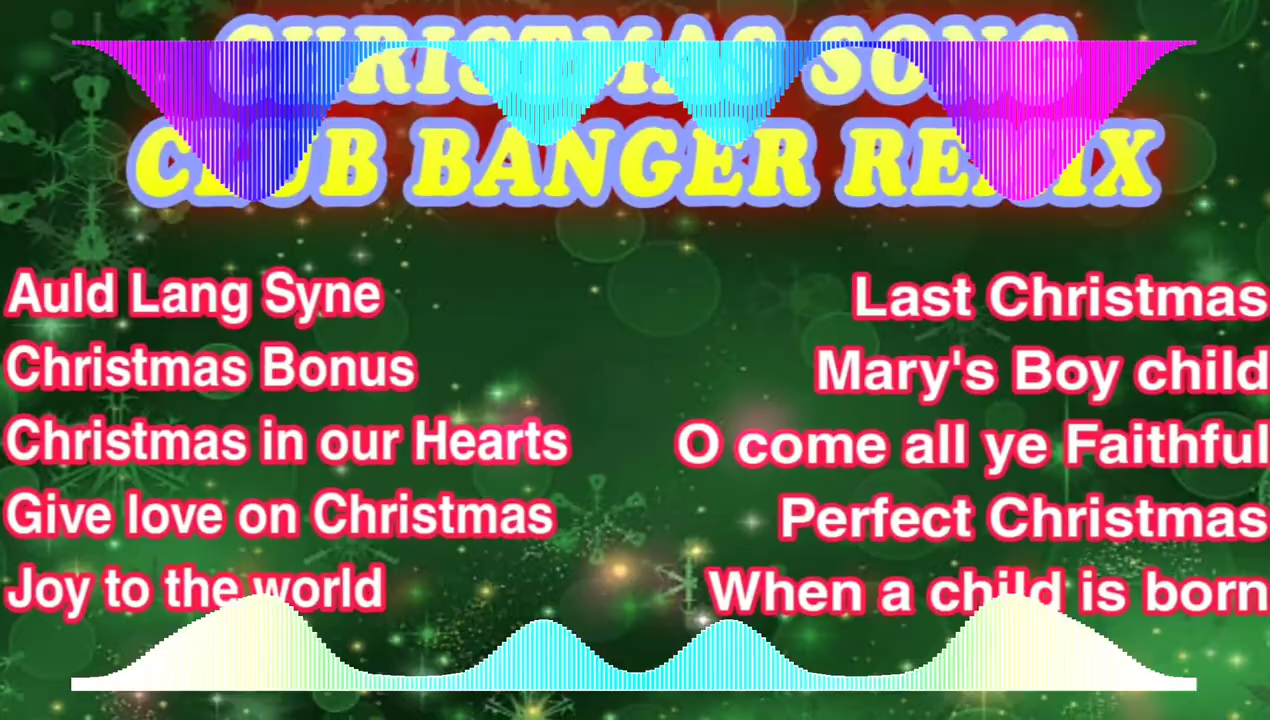 CHRISTMAS SONG
CLUB BANGER REMIX
Auld Lang Syne
Christmas Bonus
Christmas in our Hearts
Give love on Christmas
Joy to the world
Last Christmas
Mary's Boy child
O come all ye Faithful
Perfect Christmas
When a child is born